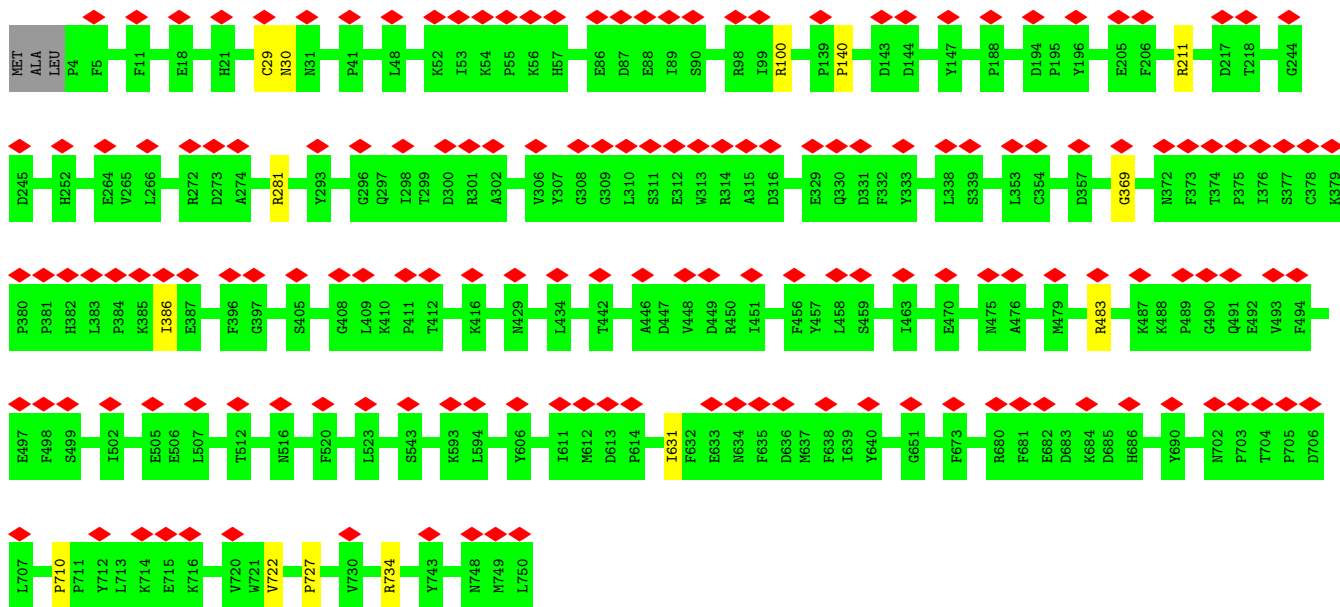 MET ALA LEU P4 F5 F11 E18 H21 C29 N30 N31 P41 L48 K52 I53 K54 P55 K56 H57 E86 D87 E88 I89 S90 R98 I99 R100 P139 P140 D143 D144 Y147 P188 D194 P195 Y196 E205 F206 R211 D217 T218 G244
D245 H252 E264 V265 L266 R272 D273 A274 R281 Y293 G296 Q297 I298 T299 D300 R301 A302 V306 Y307 G308 G309 L310 S311 E312 W313 R314 A315 D316 E329 Q330 D331 F332 Y333 L338 S339 L353 C354 D357 G369 N372 F373 T374 P375 I376 S377 C378 K379
P380 P381 H382 L383 P384 K385 I386 E387 F396 G397 S405 G408 L409 K410 P411 T412 K416 N429 L434 T442 A446 D447 V448 D449 R450 I451 F456 Y457 L458 S459 I463 E470 N475 A476 M479 R483 K487 K488 P489 G490 Q491 E492 V493 F494
E497 F498 S499 I502 E505 E506 L507 T512 N516 F520 L523 S543 K593 L594 Y606 I611 M612 D613 P614 I631 F632 E633 N634 F635 D636 M637 F638 I639 Y640 G651 F673 R680 F681 E682 D683 K684 D685 H686 Y690 N702 P703 T704 P705 D706
L707 P710 P711 Y712 L713 K714 E715 K716 V720 W721 V722 P727 V730 R734 Y743 N748 M749 L750